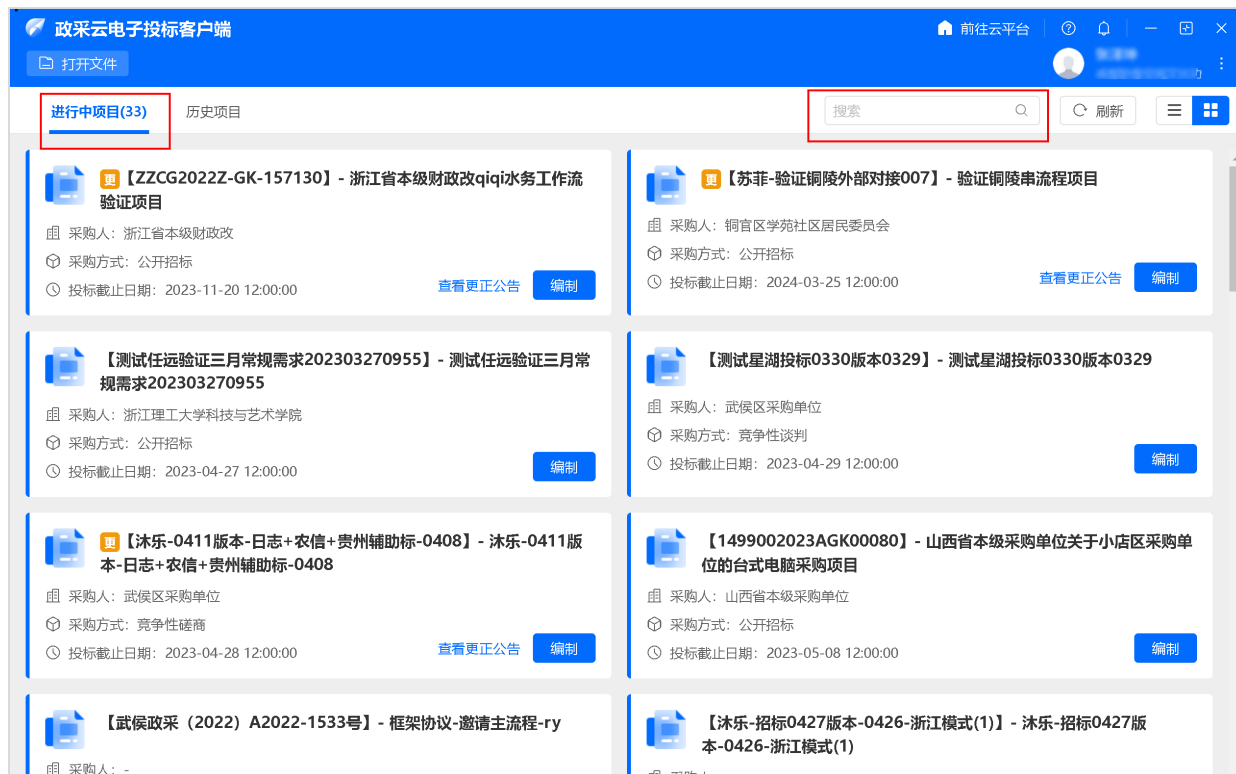 政采云电子投标客户端
前往云平台
打开文件
进行中项目(33)
历史项目
搜索
刷新
更【ZZCG2022Z-GK-157130】- 浙江省本级财政改qiqi水务工作流
验证项目
采购人：浙江省本级财政改
采购方式：公开招标
投标截止日期：2023-11-20 12:00:00
查看更正公告
编制
更【苏菲-验证铜陵外部对接007】- 验证铜陵串流程项目
采购人：铜官区学苑社区居民委员会
采购方式：公开招标
投标截止日期：2024-03-25 12:00:00
查看更正公告
编制
【测试任远验证三月常规需求202303270955】- 测试任远验证三月常
规需求202303270955
采购人：浙江理工大学科技与艺术学院
采购方式：公开招标
投标截止日期：2023-04-27 12:00:00
编制
【测试星湖投标0330版本0329】- 测试星湖投标0330版本0329
采购人：武侯区采购单位
采购方式：竞争性谈判
投标截止日期：2023-04-29 12:00:00
编制
更【沐乐-0411版本-日志+农信+贵州辅助标-0408】- 沐乐-0411版
本-日志+农信+贵州辅助标-0408
采购人：武侯区采购单位
采购方式：竞争性磋商
投标截止日期：2023-04-28 12:00:00
查看更正公告
编制
【1499002023AGK00080】- 山西省本级采购单位关于小店区采购单
位的台式电脑采购项目
采购人：山西省本级采购单位
采购方式：公开招标
投标截止日期：2023-05-08 12:00:00
编制
【武侯政采（2022）A2022-1533号】- 框架协议-邀请主流程-ry
采购人：-
【沐乐-招标0427版本-0426-浙江模式(1)】- 沐乐-招标0427版
本-0426-浙江模式(1)